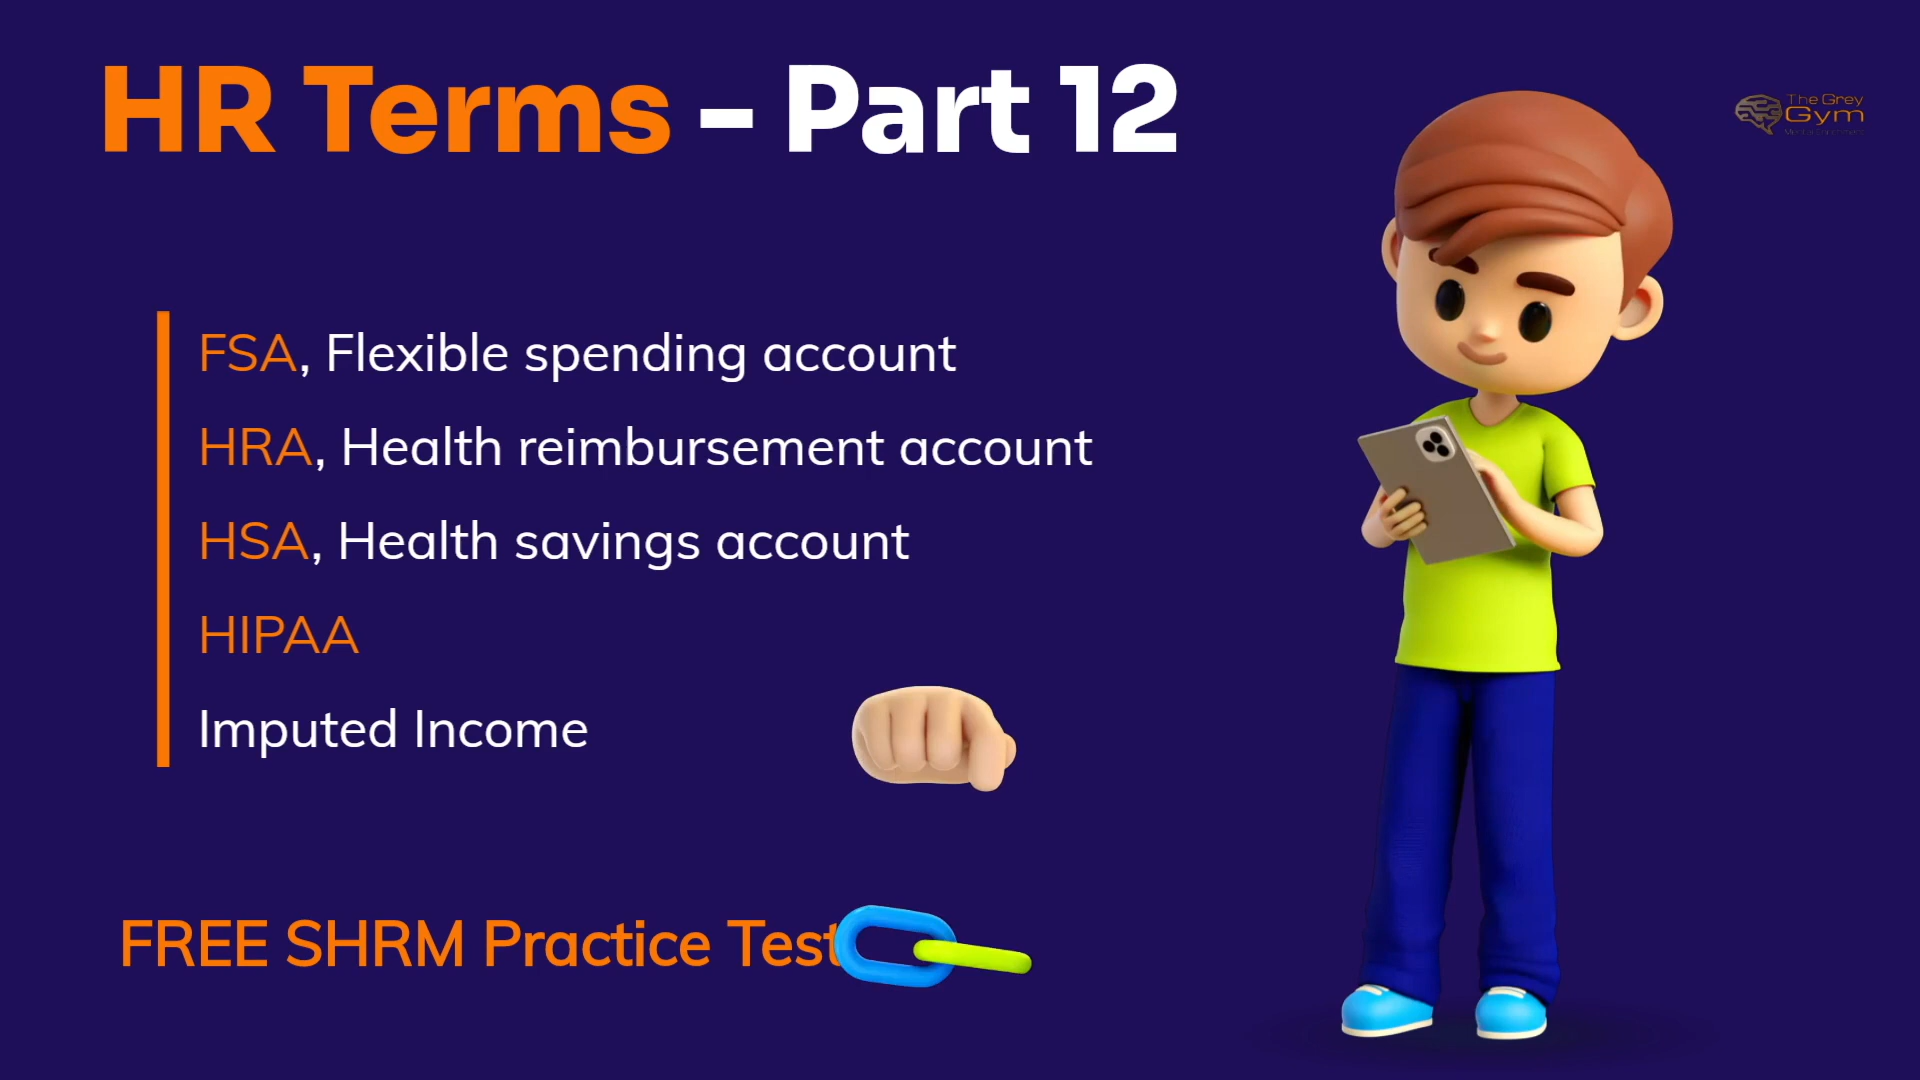 HR Terms - Part 12
The Grey
Gym
FSA, Flexible spending account
HRA, Health reimbursement account
HSA, Health savings account
HIPAA
Imputed Income
FREE SHRM Practice Test